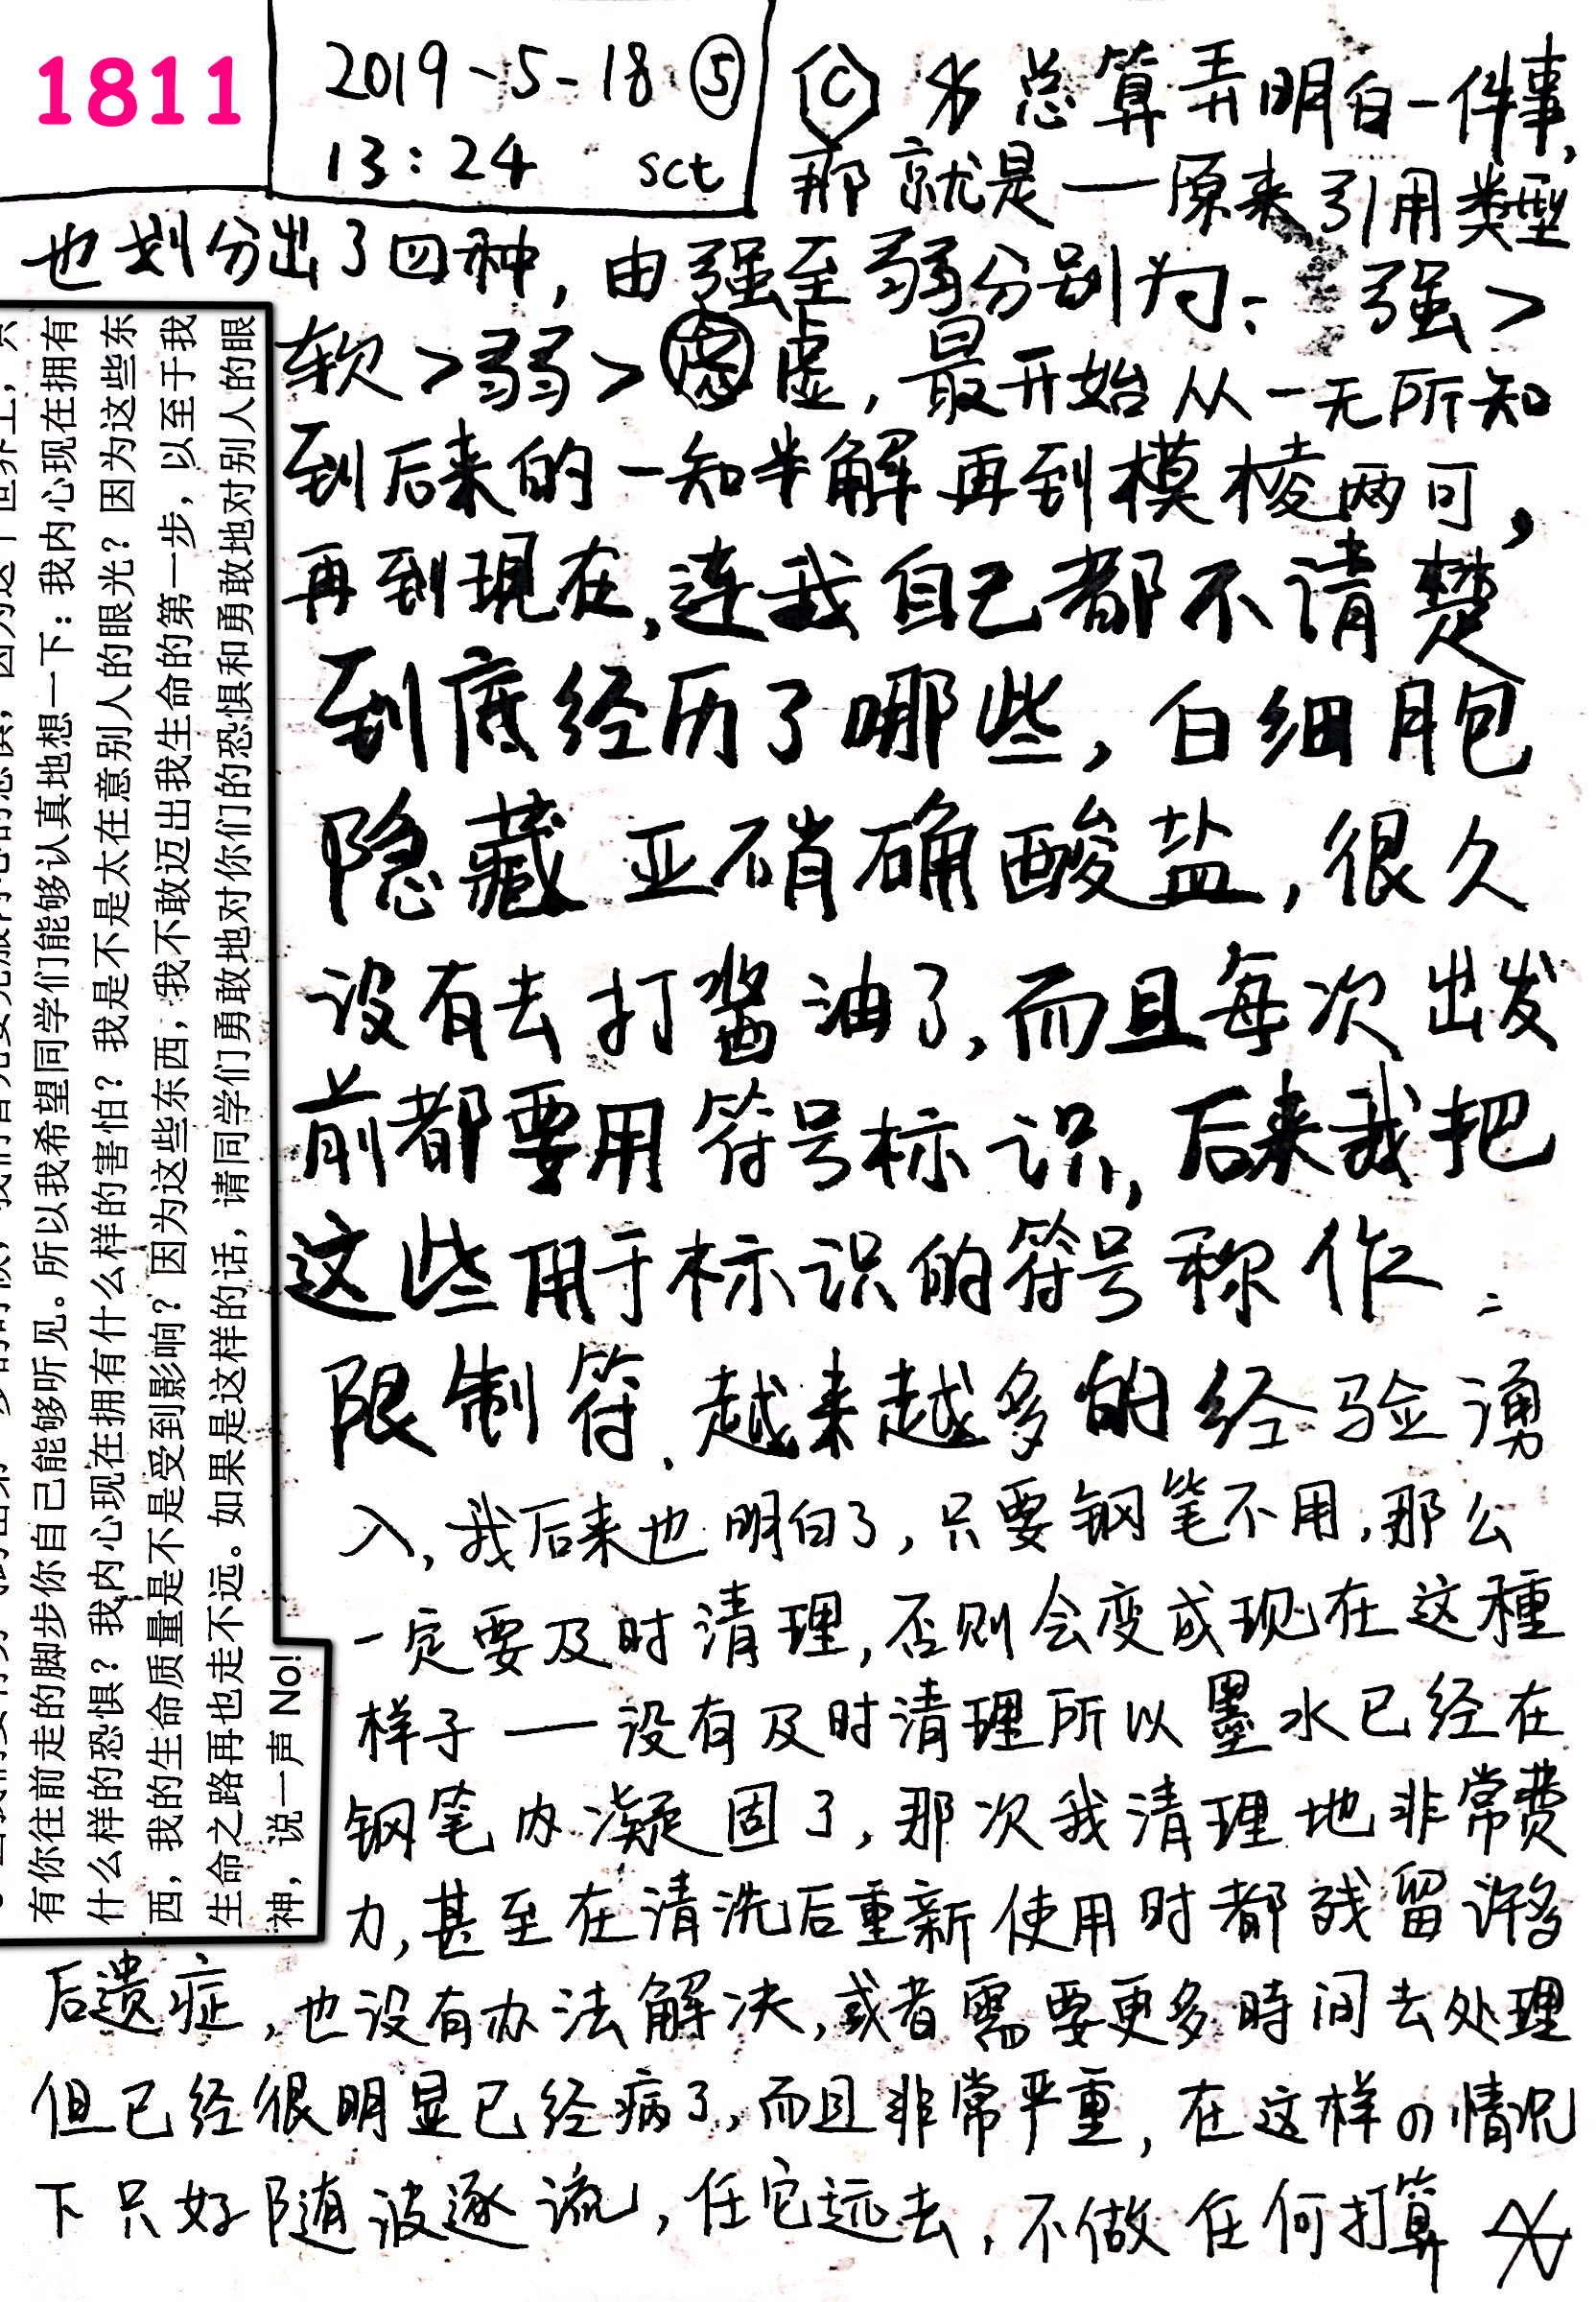 1811
2019-5-18 ⑤
13:24 sct
C 总算弄明白一件事,
那就是——原来引用类型
也划分出了四种, 由强至弱分别为: 强>
软>弱>虚虚, 最开始从一无所知
到后来的一知半解再到模棱两可,
再到现在,连我自己都不请楚
到底经历了哪些, 白细胞
隐藏亚硝确酸盐, 很久
没有去打酱油了, 而且每次出发
前都要用符号标识, 后来我把
这些用于标识的符号称作:
限制符. 越来越多的经验湧
入, 我后来也明白了, 只要钢笔不用, 那么
一定要及时清理, 否则会变成现在这種
样子——没有及时清理所以墨水已经在
钢笔内凝固了, 那次我清理地非常费
力, 甚至在清洗后重新使用时都残留许多
后遗症, 也没有办法解决, 或者需要更多時间去处理
但已经很明显已经病了, 而且非常严重, 在这样の情况
下只好随波逐流, 任它远去, 不做任何打算
有你往前走的脚步你自己能够听见。所以我希望同学们能够认真地想一下：我内心现在拥有
什么样的恐惧？我内心现在拥有什么样的害怕？我是不是太在意别人的眼光？因为这些东
西，我的生命质量是不是受到影响？因为这些东西，我不敢迈出我生命的第一步，以至于我
生命之路再也走不远。如果是这样的话，请同学们勇敢地对你们的恐惧和勇敢地对别人的眼
神，说一声 No!